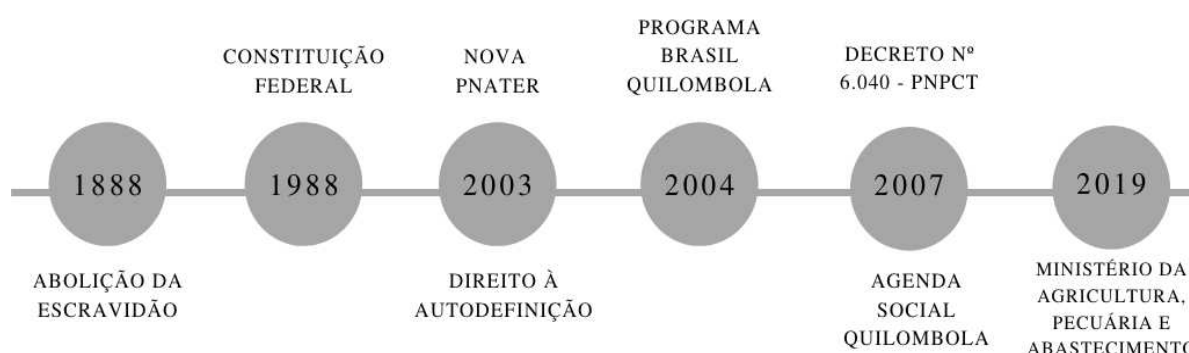 CONSTITUIÇÃO
FEDERAL
NOVA
PNATER
PROGRAMA
BRASIL
QUILOMBOLA
DECRETO Nº
6.040 - PNPCT
1888
1988
2003
2004
2007
2019
ABOLIÇÃO DA
ESCRAVIDÃO
DIREITO À
AUTODEFINIÇÃO
AGENDA
SOCIAL
QUILOMBOLA
MINISTÉRIO DA
AGRICULTURA,
PECUÁRIA E
ABASTECIMENTO